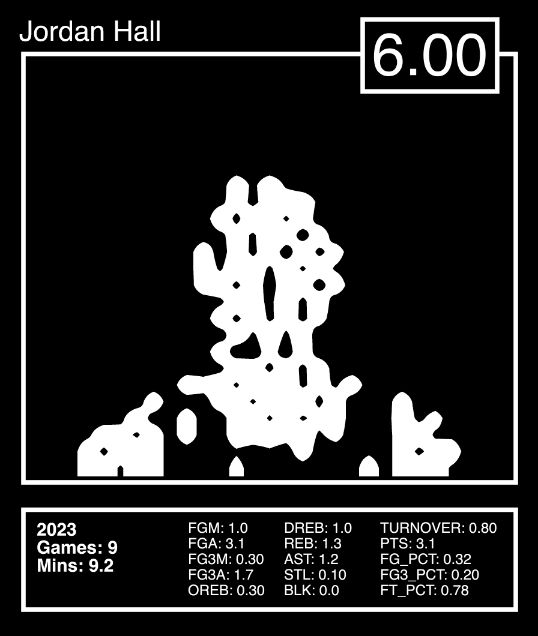 Jordan Hall
6.00
2023
Games: 9
Mins: 9.2
FGM: 1.0
FGA: 3.1
FG3M: 0.30
FG3A: 1.7
OREB: 0.30
DREB: 1.0
REB: 1.3
AST: 1.2
STL: 0.10
BLK: 0.0
TURNOVER: 0.80
PTS: 3.1
FG_PCT: 0.32
FG3_PCT: 0.20
FT_PCT: 0.78